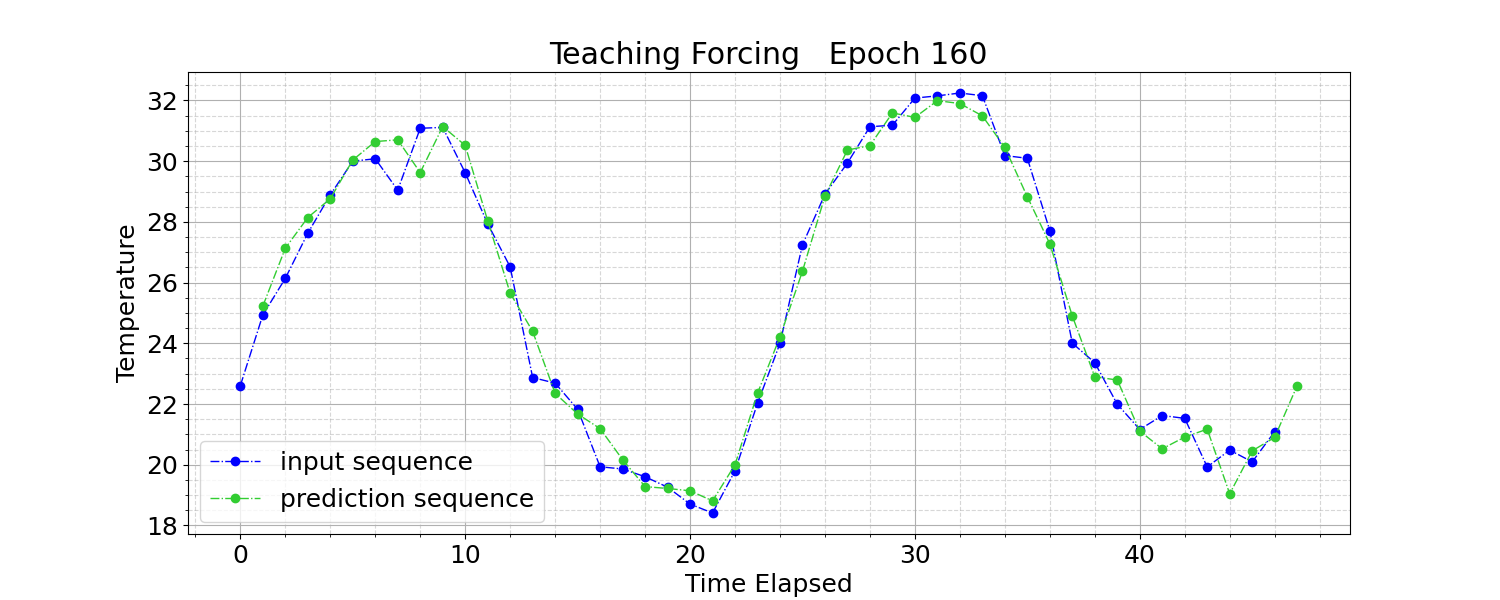 Teaching Forcing   Epoch 160
Temperature
32
30
28
26
24
22
20
18
input sequence
prediction sequence
0 10 20 30 40
Time Elapsed